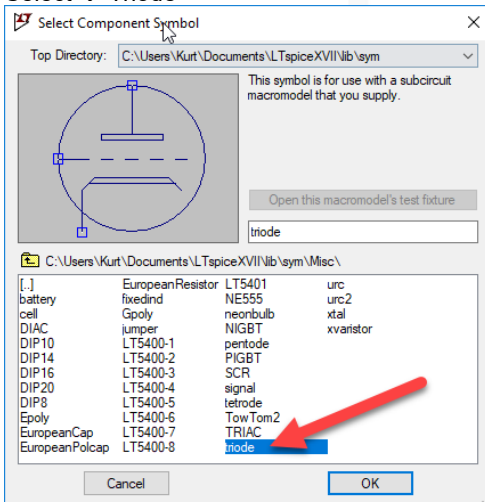 Select Component Symbol
Top Directory: C:\Users\Kurt\Documents\LTspiceXVII\lib\sym
This symbol is for use with a subcircuit
macromodel that you supply.
Open this macromodel's test fixture
triode
C:\Users\Kurt\Documents\LTspiceXVII\lib\sym\Misc\
[..] EuropeanResistor LT5401 urc
battery fixedind NE555 urc2
cell Gpoly neonbulb xtal
DIAC jumper NIGBT xvaristor
DIP10 LT5400-1 pentode
DIP14 LT5400-2 PIGBT
DIP16 LT5400-3 SCR
DIP20 LT5400-4 signal
DIP8 LT5400-5 tetrode
Epoly LT5400-6 TowTom2
EuropeanCap LT5400-7 TRIAC
EuropeanPolcap LT5400-8 triode
Cancel OK